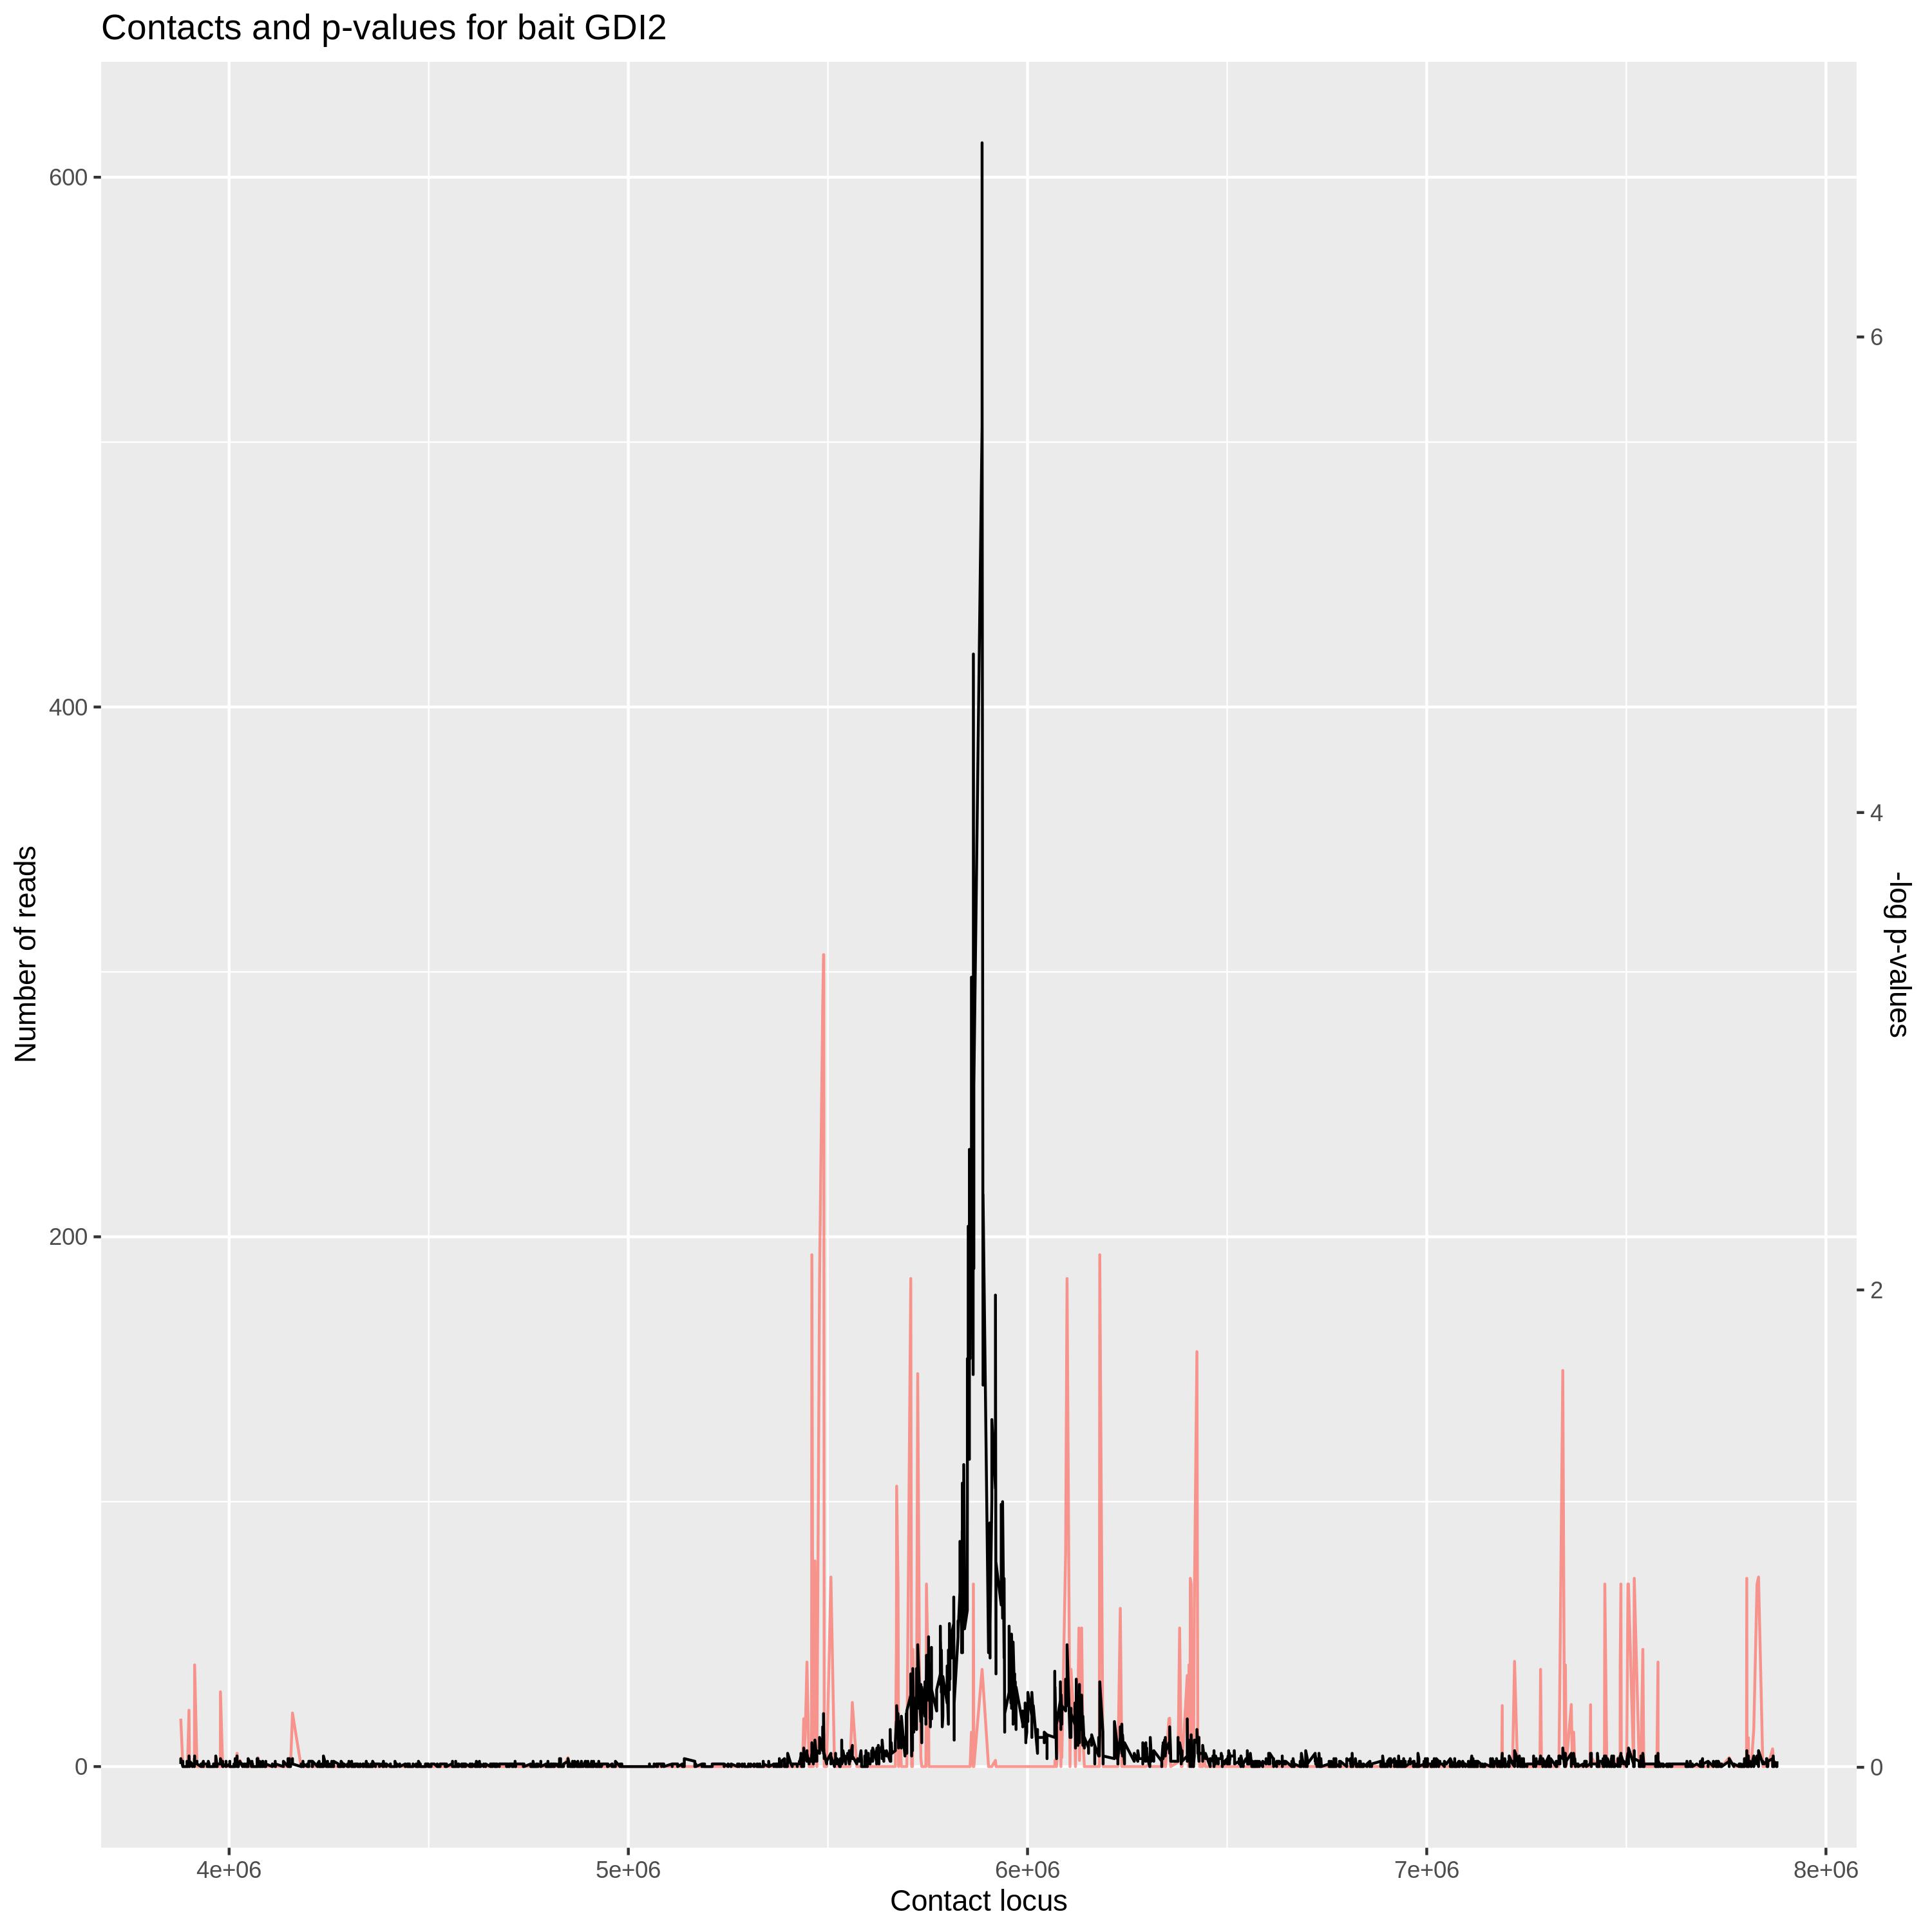 Contacts and p-values for bait GDI2
600
400
200
0
Number of reads
6
4
2
0
-log p-values
4e+06
5e+06
6e+06
7e+06
8e+06
Contact locus